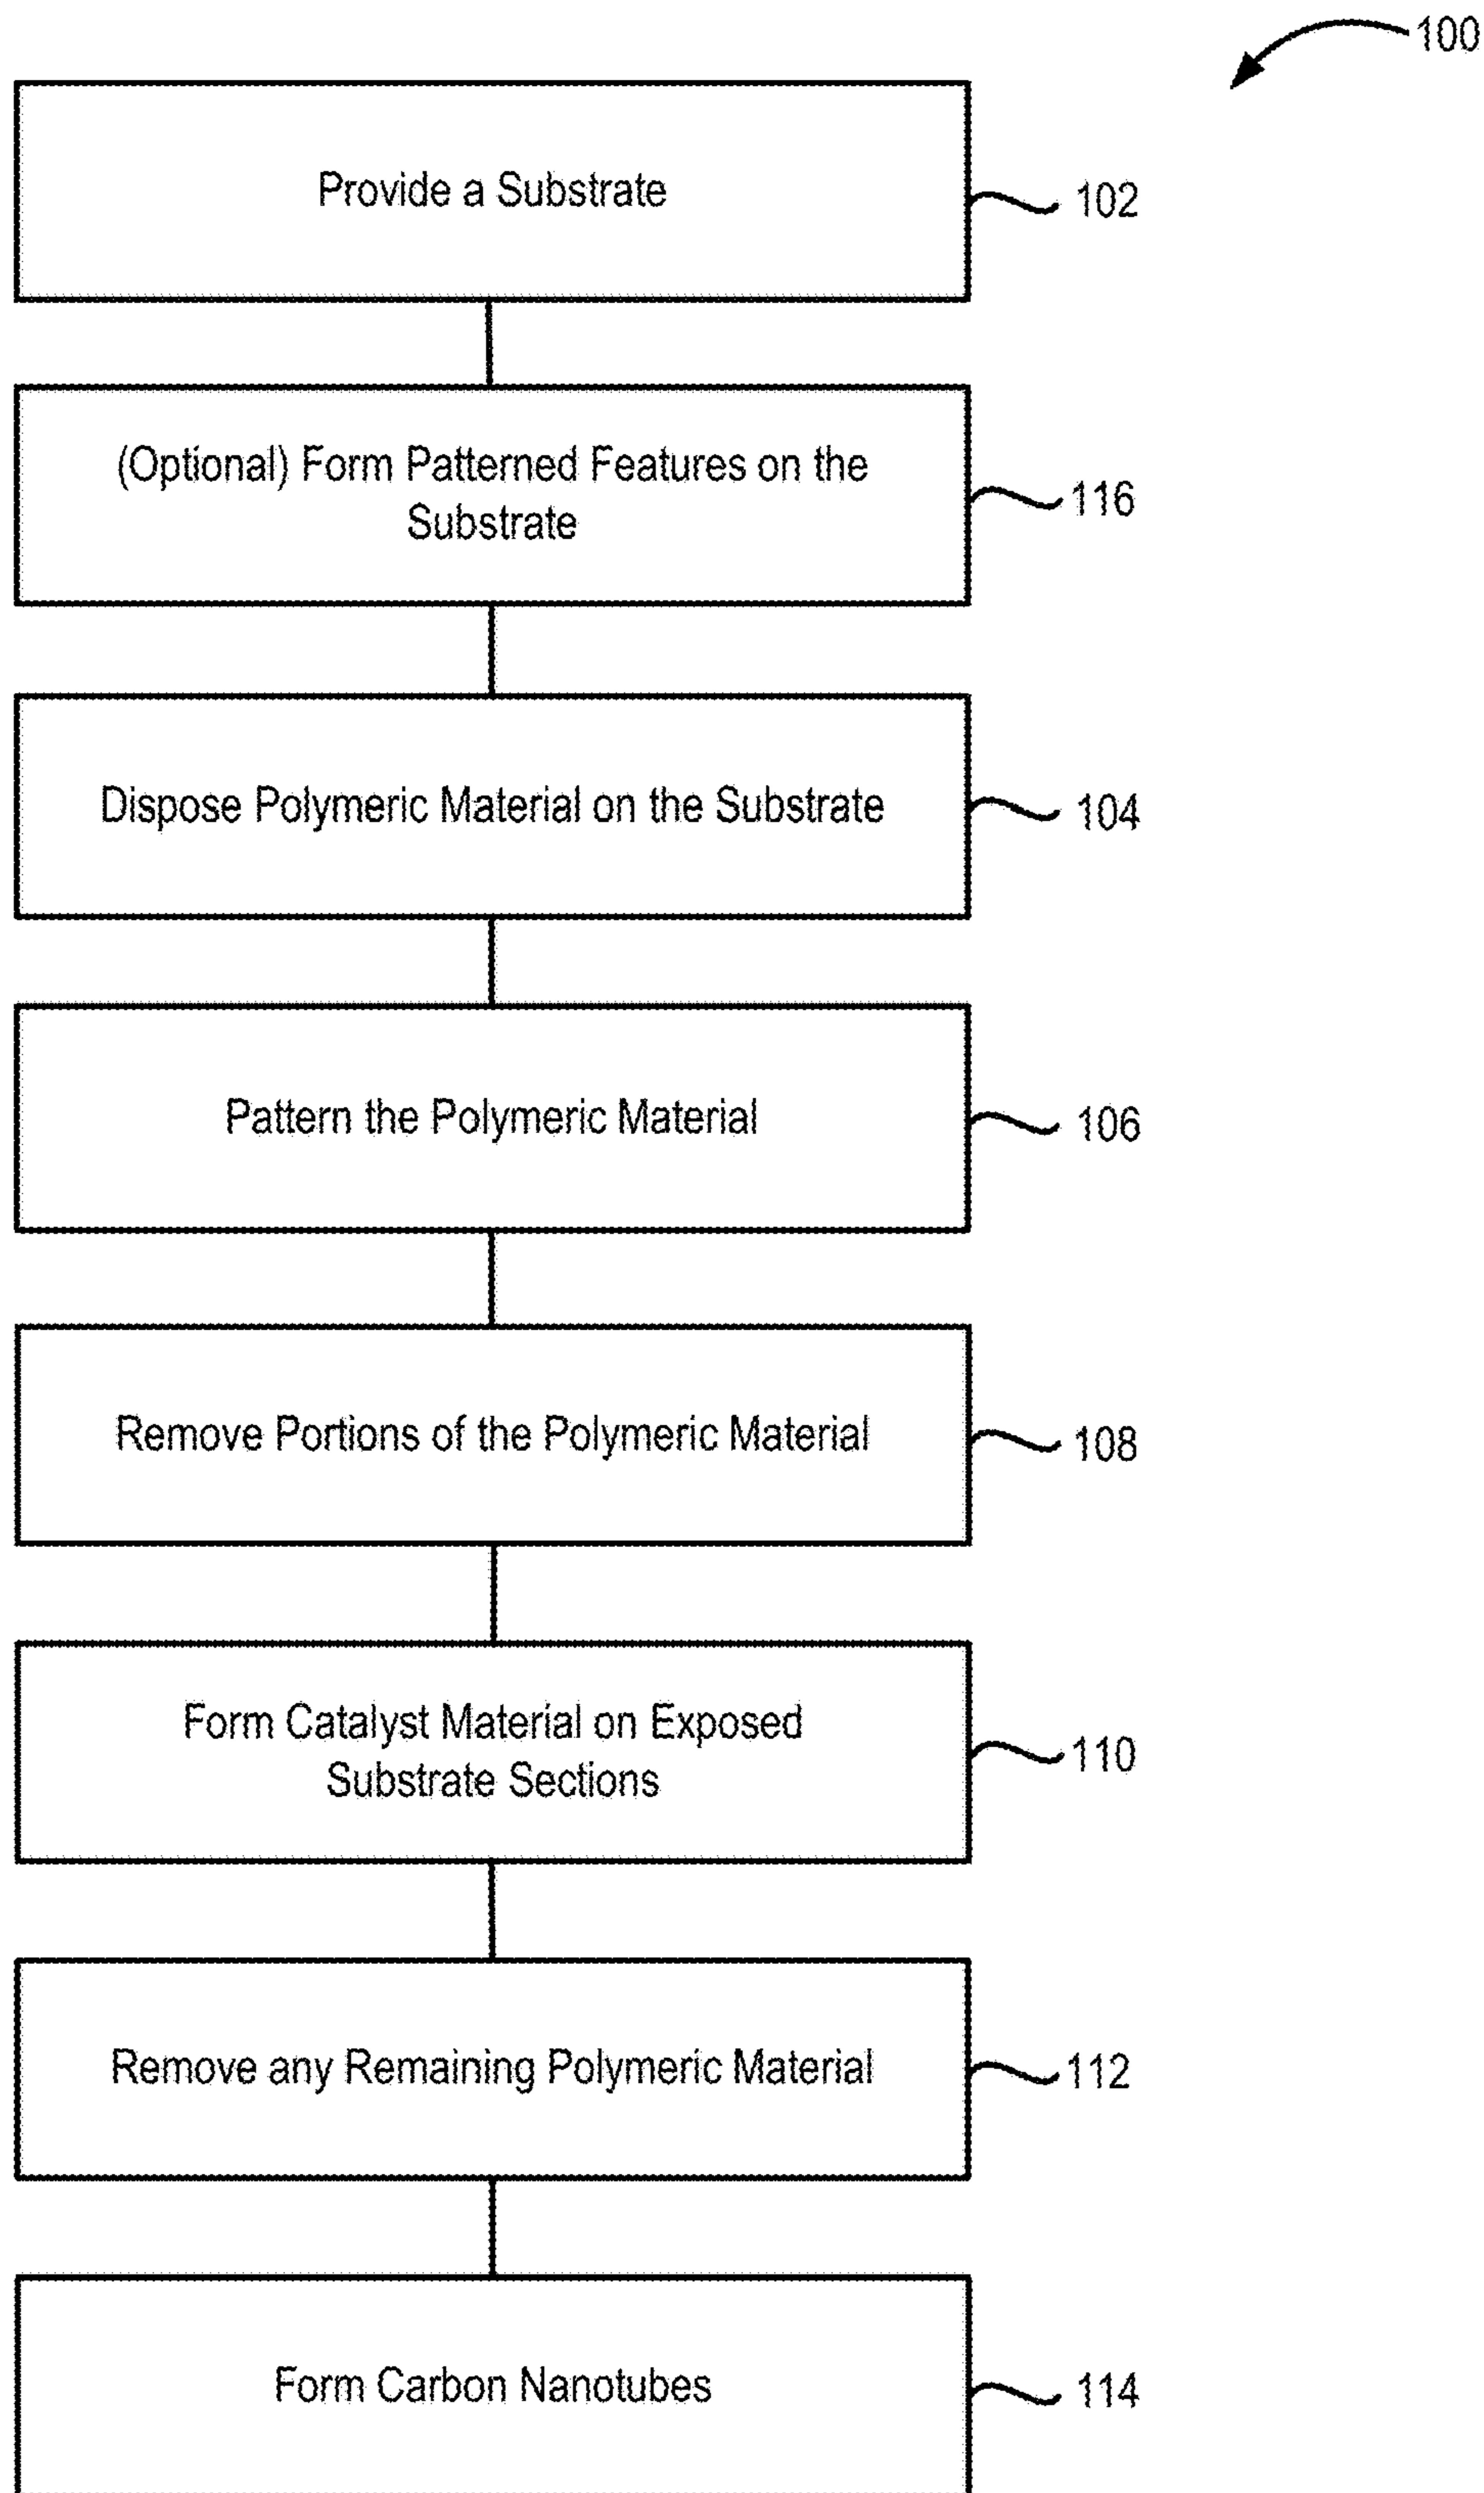 100
Provide a Substrate
102
(Optional) Form Patterned Features on the
Substrate
116
Dispose Polymeric Material on the Substrate
104
Pattern the Polymeric Material
106
Remove Portions of the Polymeric Material
108
Form Catalyst Material on Exposed
Substrate Sections
110
Remove any Remaining Polymeric Material
112
Form Carbon Nanotubes
114